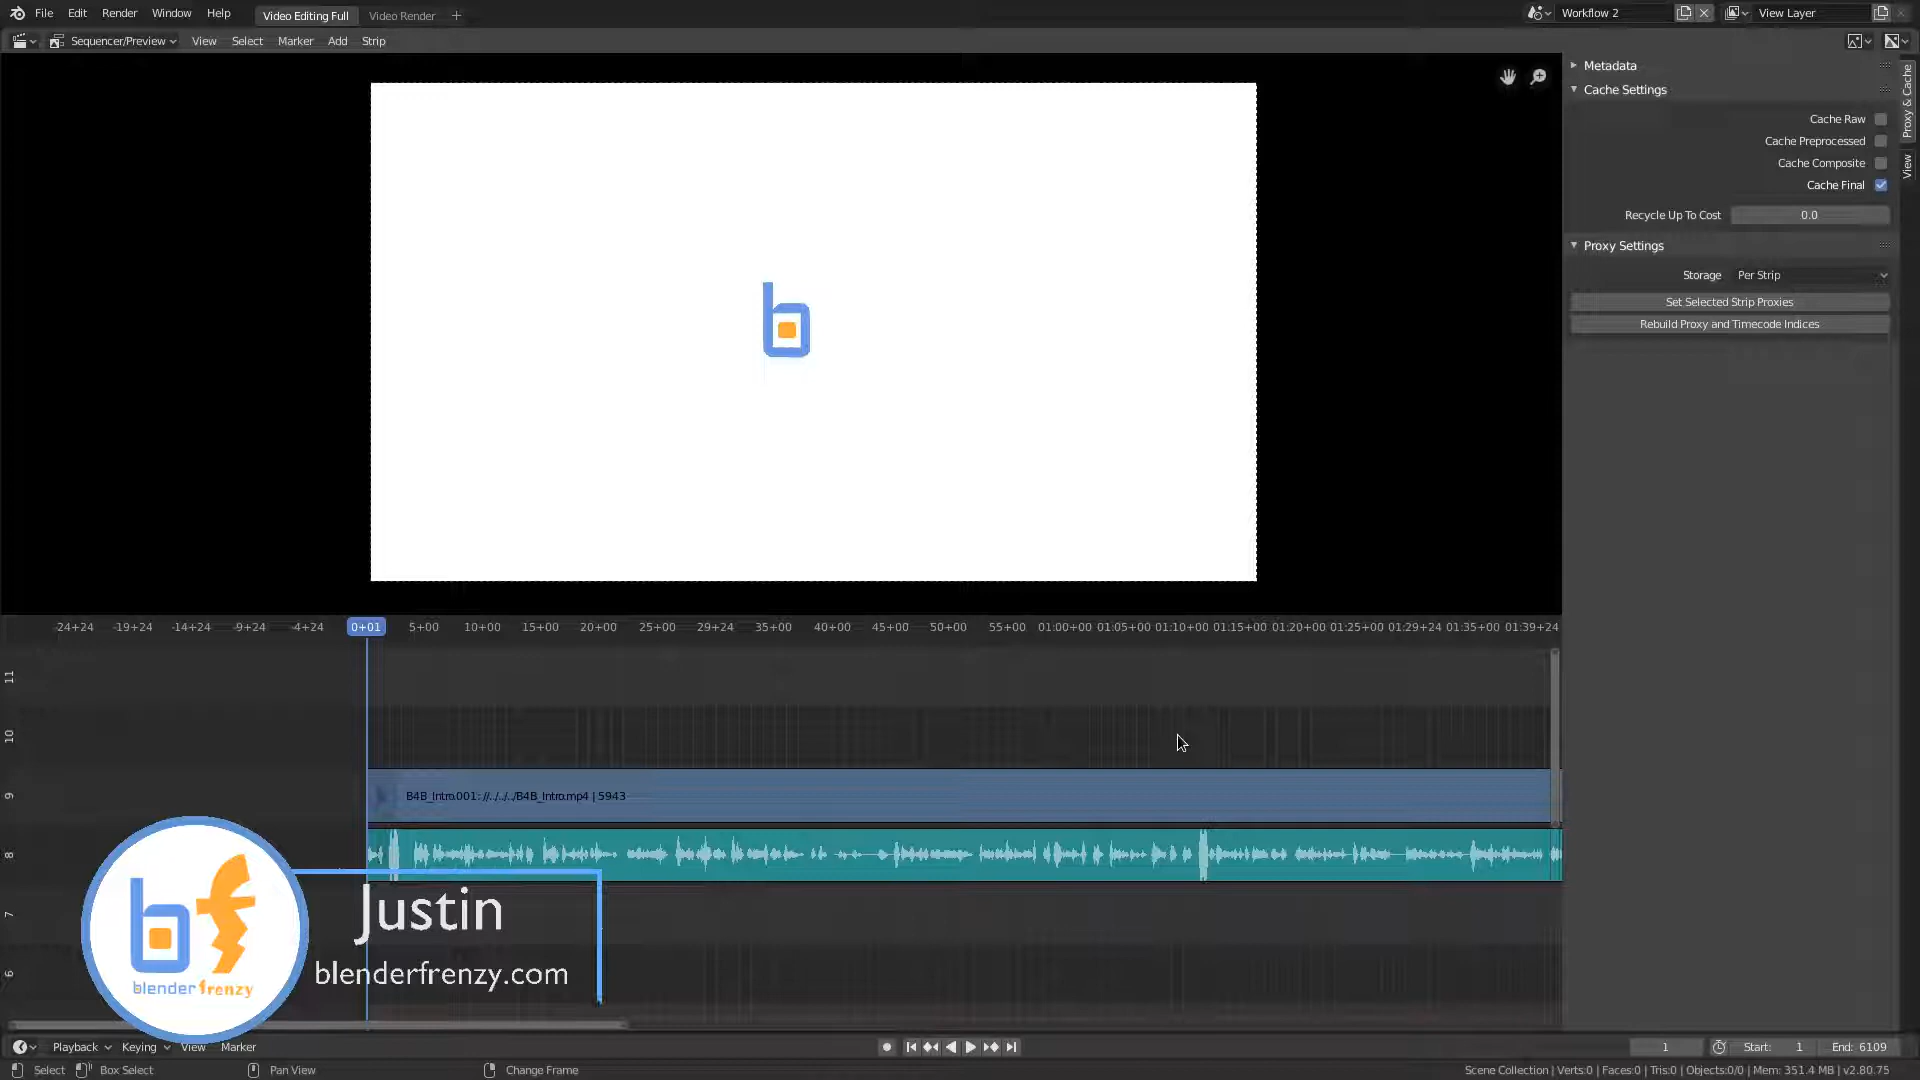 File Edit Render Window Help Video Editing Full Video Render + Workflow 2 View Layer
Sequencer/Preview View Select Marker Add Strip
Metadata
Cache Settings
Cache Raw
Cache Preprocessed
Cache Composite
Cache Final
Recycle Up To Cost 0.0
Proxy Settings
Storage Per Strip
Set Selected Strip Proxies
Rebuild Proxy and Timecode Indices
Proxy & Cache
View
-24+24 -19+24 -14+24 -9+24 -4+24 0+01 5+00 10+00 15+00 20+00 25+00 29+24 35+00 40+00 45+00 50+00 55+00 01:00+00 01:05+00 01:10+00 01:15+00 01:20+00 01:25+00 01:29+24 01:35+00 01:39+24
11
10
9
B4B_Intro.001: //../../../B4B_Intro.mp4 | 5943
8
7
6
Justin
blenderfrenzy.com
b f
blender frenzy
Playback Keying View Marker 1 Start: 1 End: 6109
Select Box Select Pan View Change Frame Scene Collection | Verts:0 | Faces:0 | Tris:0 | Objects:0/0 | Mem: 351.4 MB | v2.80.75